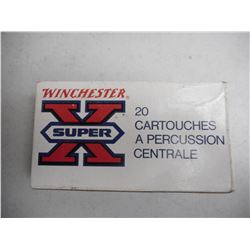 WINCHESTER
SUPER
X
20
CARTOUCHES
A PERCUSSION
CENTRALE